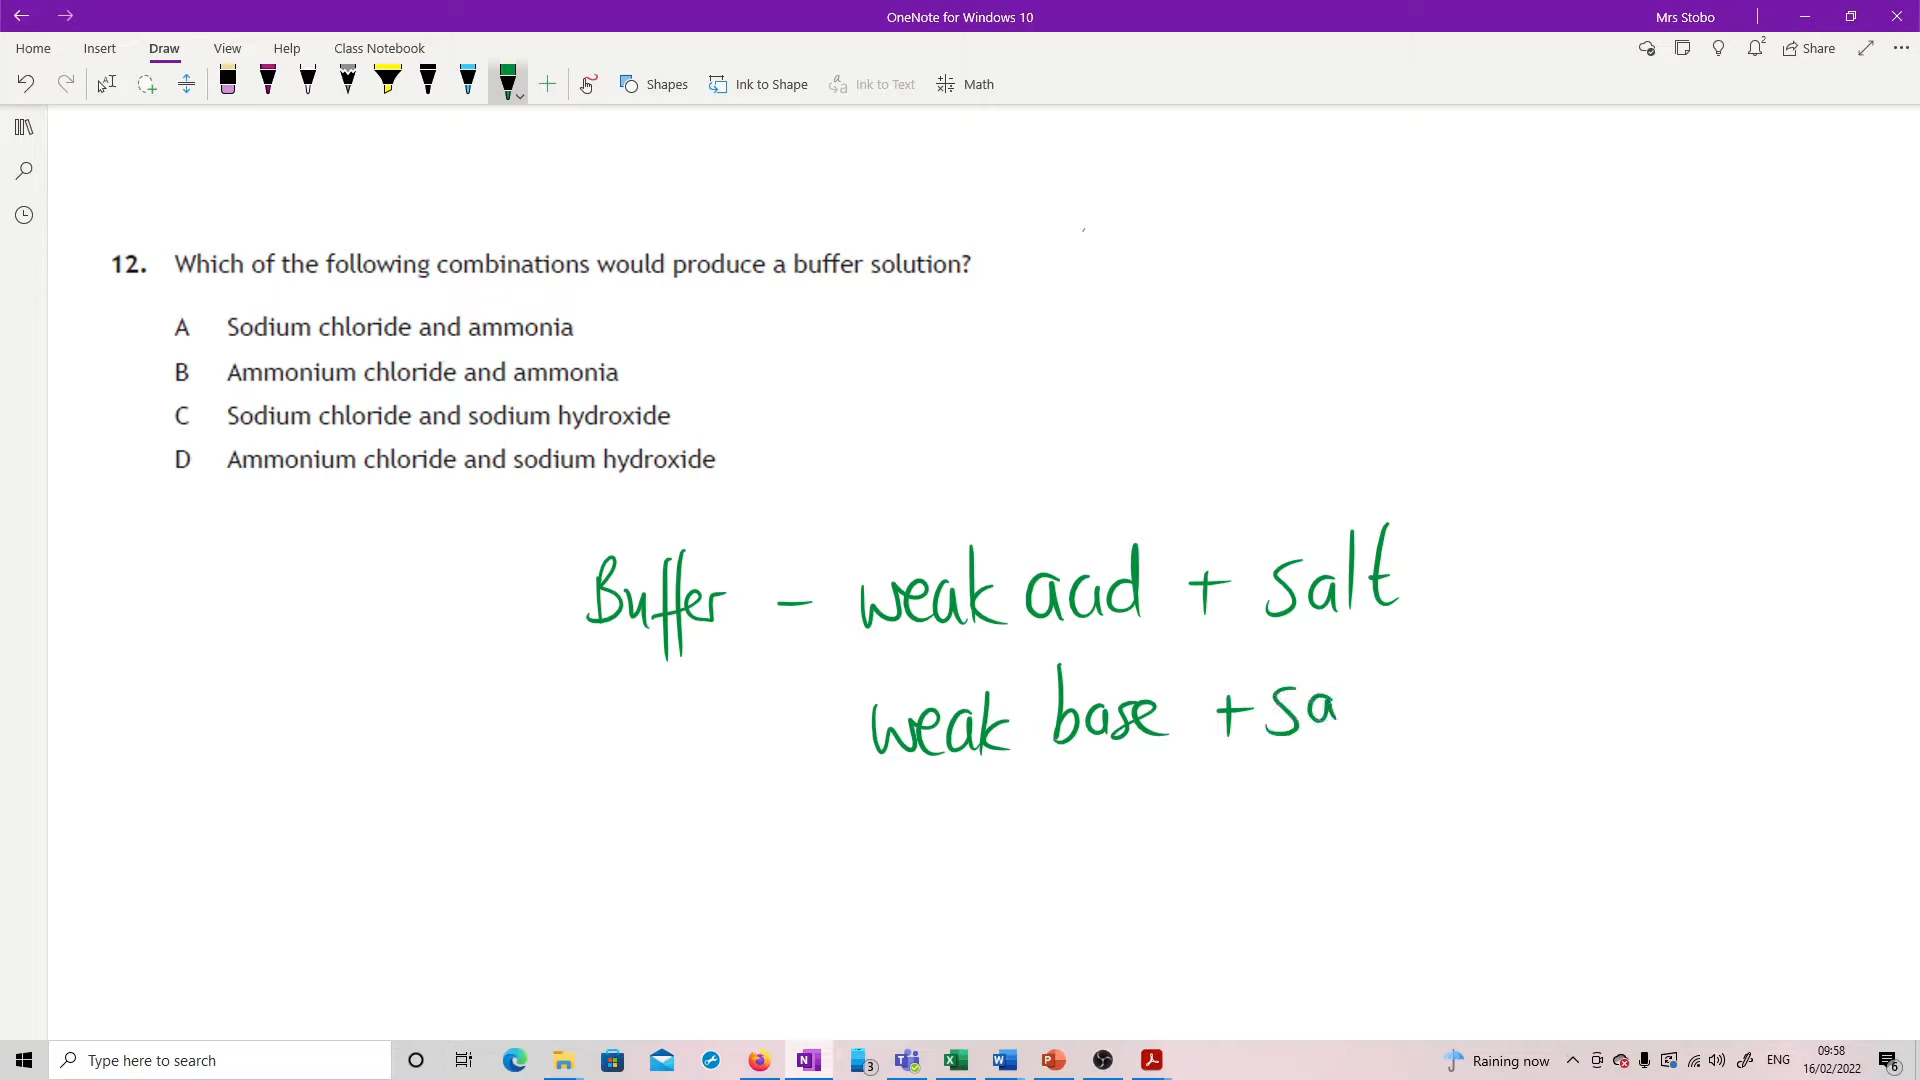 OneNote for Windows 10
Mrs Stobo
Home Insert Draw View Help Class Notebook
2
Share
Shapes Ink to Shape Ink to Text Math
12. Which of the following combinations would produce a buffer solution?
A Sodium chloride and ammonia
B Ammonium chloride and ammonia
C Sodium chloride and sodium hydroxide
D Ammonium chloride and sodium hydroxide
Buffer - weak acid + salt
weak base + sa
Type here to search
3
Raining now
ENG
09:58
16/02/2022
6